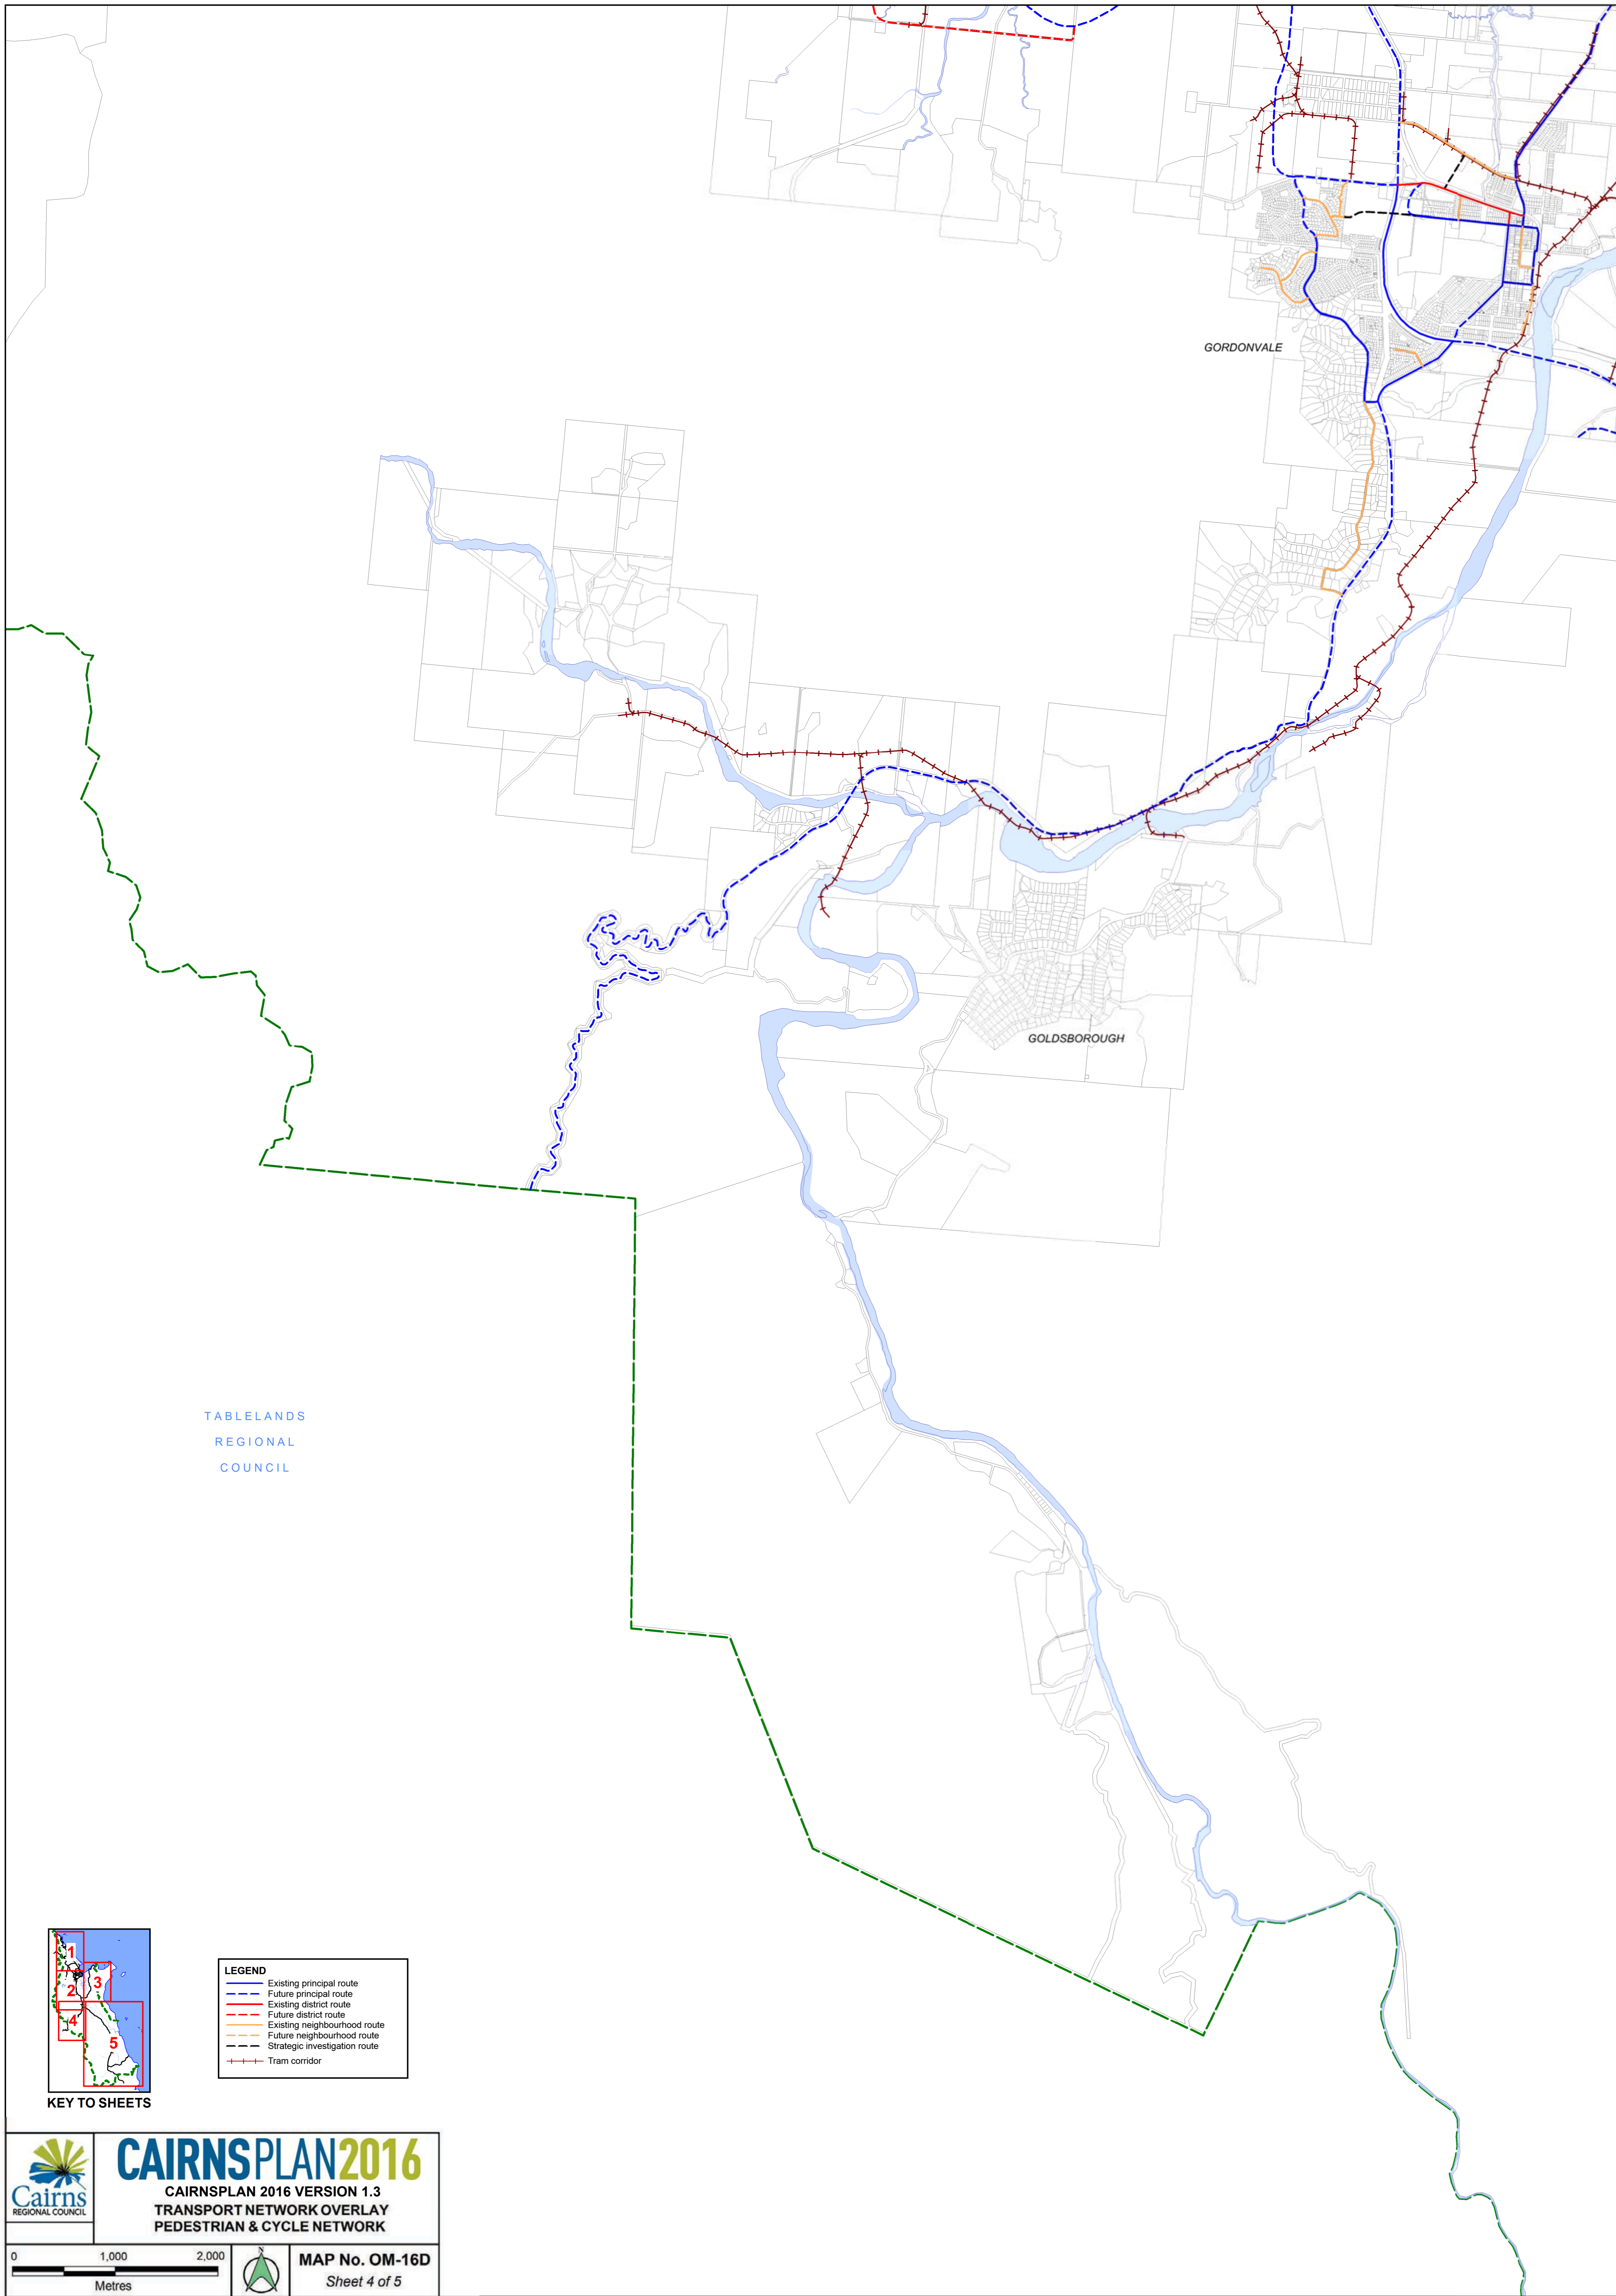 GORDONVALE
GOLDSBOROUGH
TABLELANDS
REGIONAL
COUNCIL
1
2
3
4
5
KEY TO SHEETS
LEGEND
Existing principal route
Future principal route
Existing district route
Future district route
Existing neighbourhood route
Future neighbourhood route
Strategic investigation route
Tram corridor
Cairns
REGIONAL COUNCIL
CAIRNSPLAN2016
CAIRNSPLAN 2016 VERSION 1.3
TRANSPORT NETWORK OVERLAY
PEDESTRIAN & CYCLE NETWORK
0 1,000 2,000
Metres
N
MAP No. OM-16D
Sheet 4 of 5